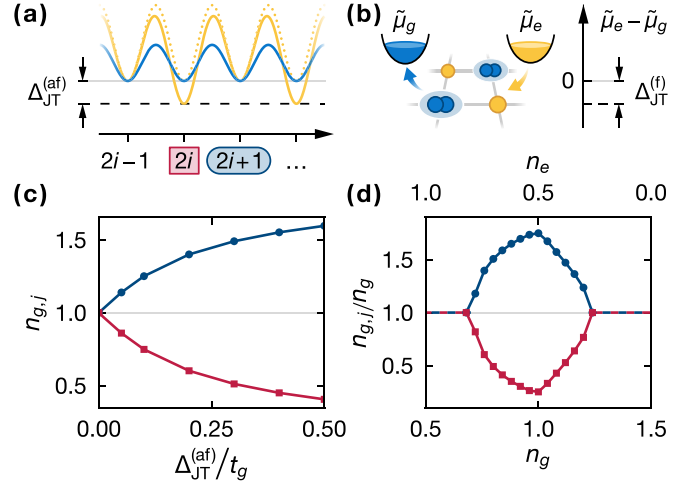 (a)
Δ_JT^(af)
2i−1 2i 2i+1 ...
(b)
μ̃_g μ̃_e μ̃_e − μ̃_g
0
Δ_JT^(f)
(c)
1.5
1.0
0.5
n_g,j
0.00 0.25 0.50
Δ_JT^(af)/t_g
(d)
n_e
1.0 0.5 0.0
1.5
1.0
0.5
n_g,j/n_g
0.5 1.0 1.5
n_g